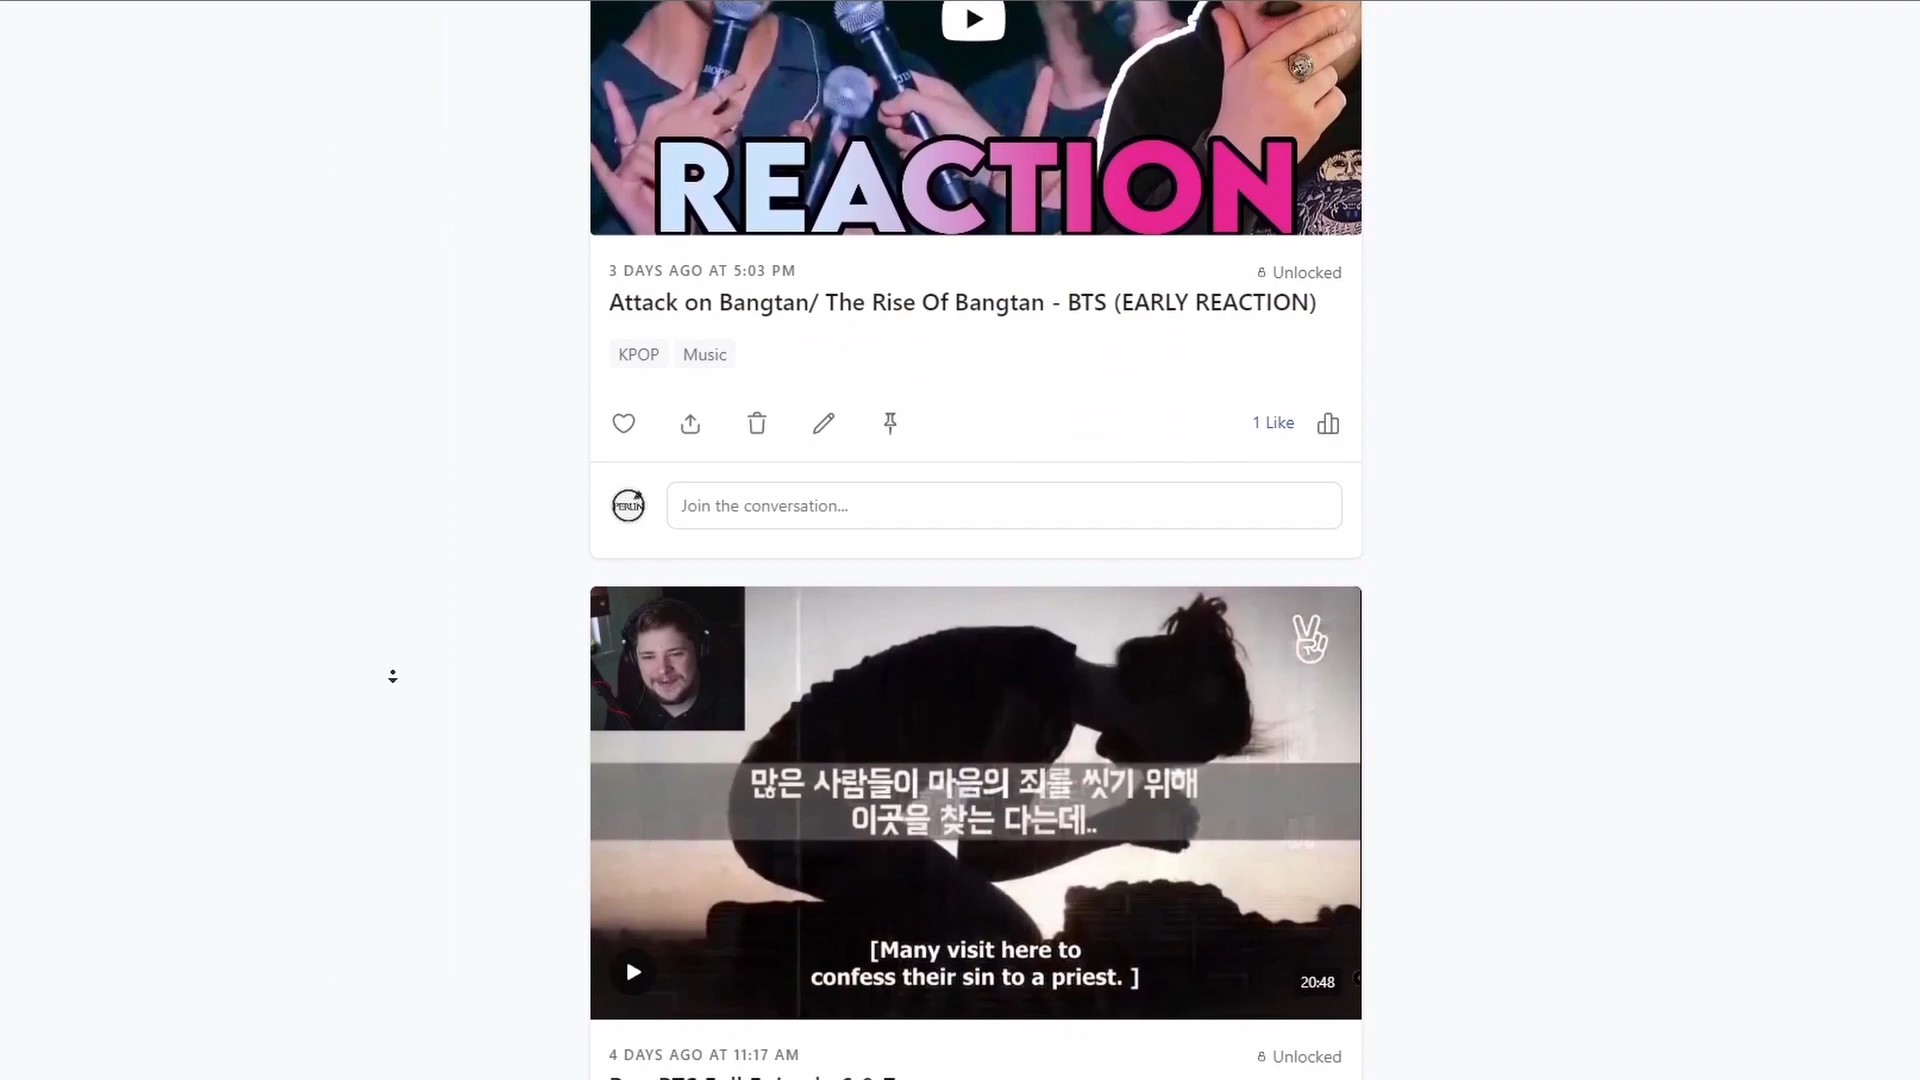 REACTION
3 DAYS AGO AT 5:03 PM
Unlocked
Attack on Bangtan/ The Rise Of Bangtan - BTS (EARLY REACTION)
KPOP
Music
1 Like
Join the conversation...
많은 사람들이 마음의 죄를 씻기 위해
이곳을 찾는 다는데..
[Many visit here to
confess their sin to a priest. ]
20:48
4 DAYS AGO AT 11:17 AM
Unlocked